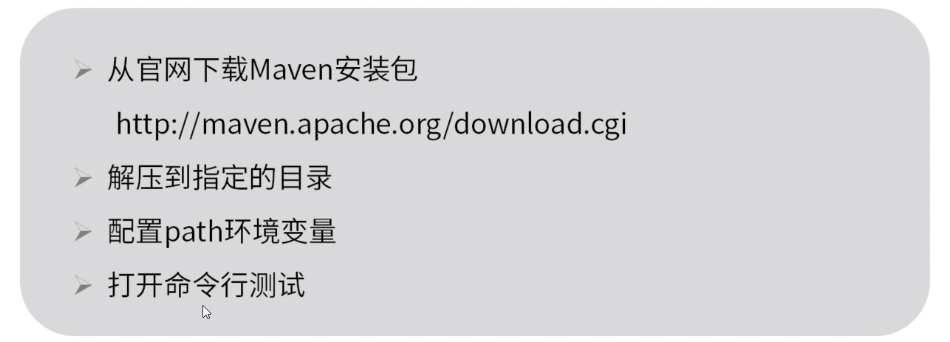 从官网下载Maven安装包
http://maven.apache.org/download.cgi
解压到指定的目录
配置path环境变量
打开命令行测试